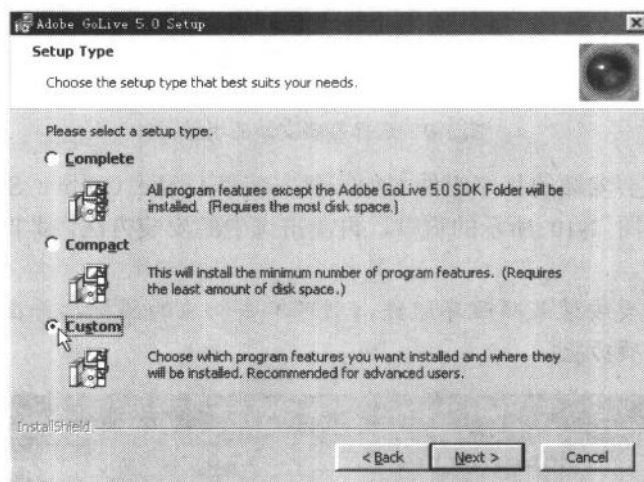 Adobe GoLive 5.0 Setup
Setup Type
Choose the setup type that best suits your needs.
Please select a setup type.
Complete
All program features except the Adobe GoLive 5.0 SDK Folder will be
installed. (Requires the most disk space.)
Compact
This will install the minimum number of program features. (Requires
the least amount of disk space.)
Custom
Choose which program features you want installed and where they
will be installed. Recommended for advanced users.
InstallShield
< Back
Next >
Cancel